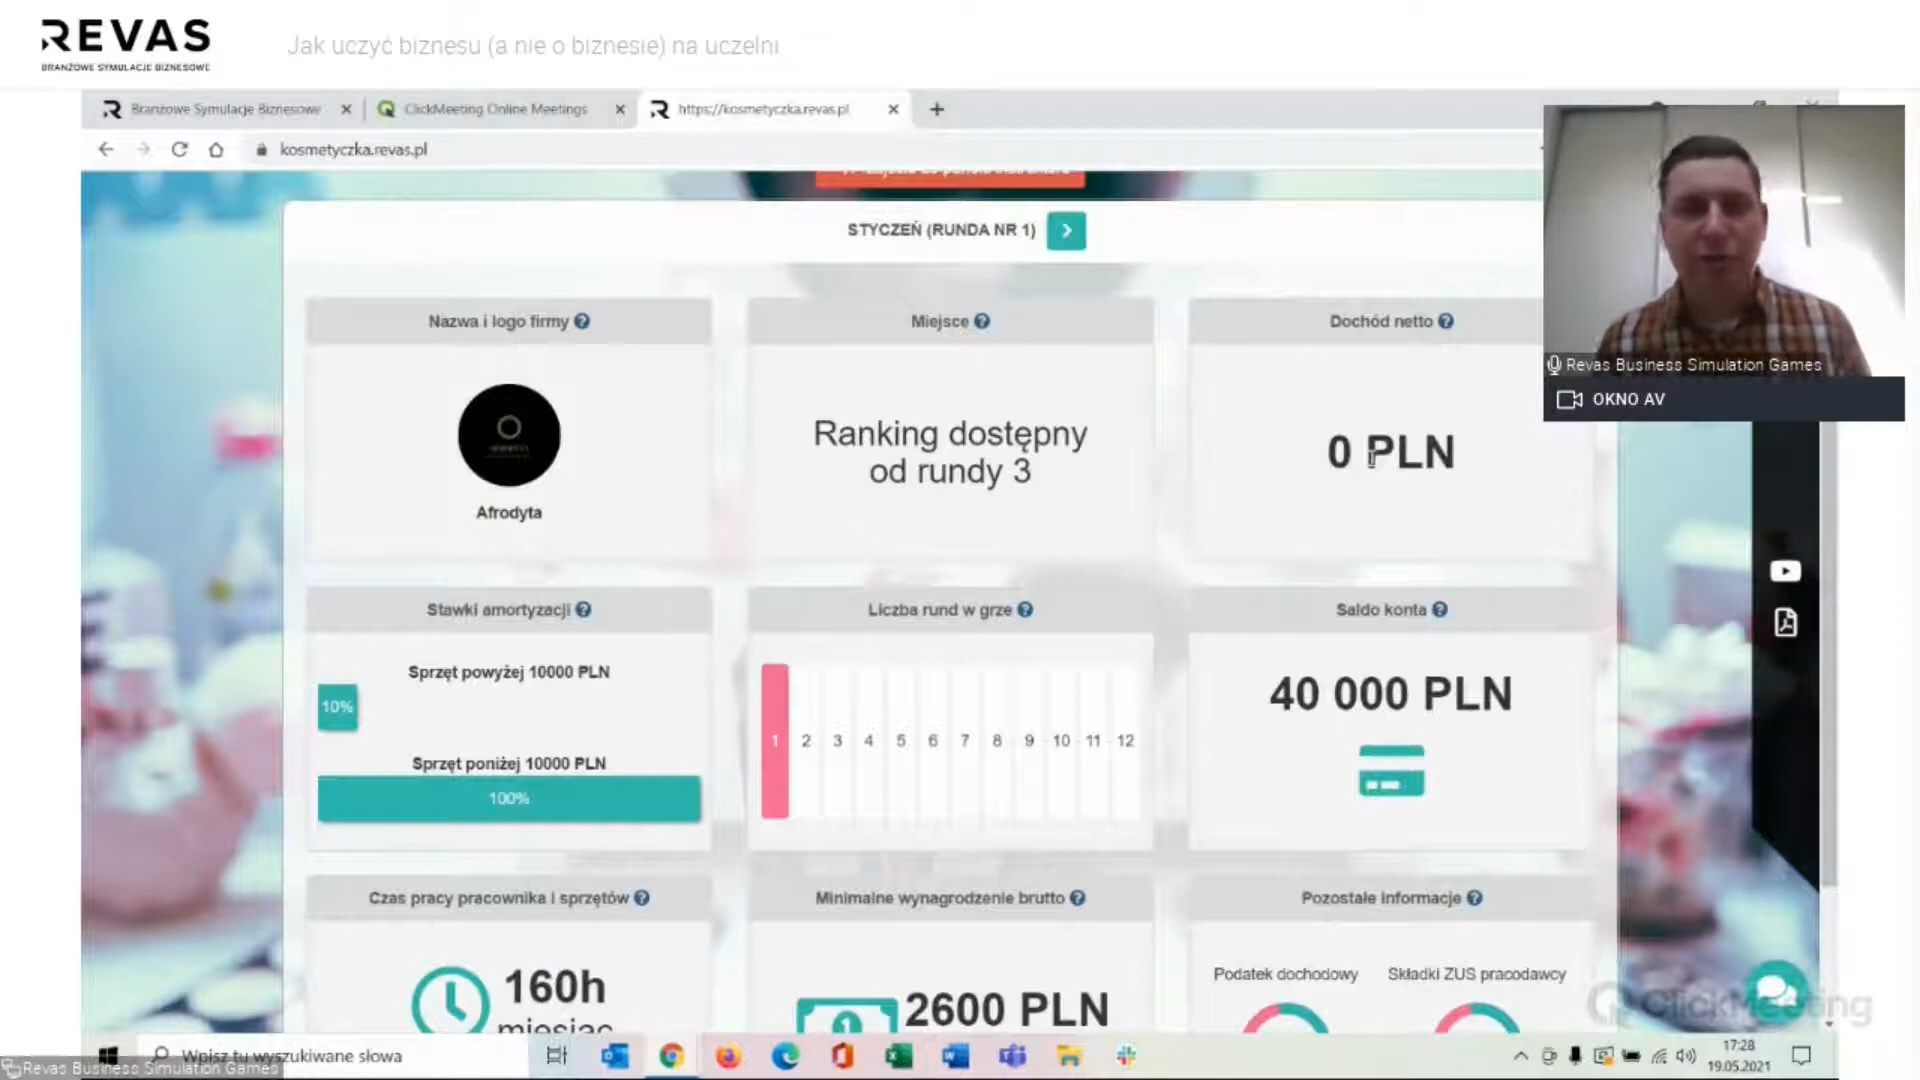 REVAS
BRANŻOWE SYMULACJE BIZNESOWE
Jak uczyć biznesu (a nie o biznesie) na uczelni
Branżowe Symulacje Biznesowe
ClickMeeting Online Meetings
https://kosmetyczka.revas.pl
kosmetyczka.revas.pl
STYCZEŃ (RUNDA NR 1)
Nazwa i logo firmy
Afrodyta
Miejsce
Ranking dostępny
od rundy 3
Dochód netto
0 PLN
Revas Business Simulation Games
OKNO AV
Stawki amortyzacji
Sprzęt powyżej 10000 PLN
10%
Sprzęt poniżej 10000 PLN
100%
Liczba rund w grze
1 2 3 4 5 6 7 8 9 10 11 12
Saldo konta
40 000 PLN
Czas pracy pracownika i sprzętów
160h
miesiąc
Minimalne wynagrodzenie brutto
2600 PLN
Pozostałe informacje
Podatek dochodowy
Składki ZUS pracodawcy
ClickMeeting
Wpisz tu wyszukiwane słowa
17:28
19.05.2021
Revas Business Simulation Games